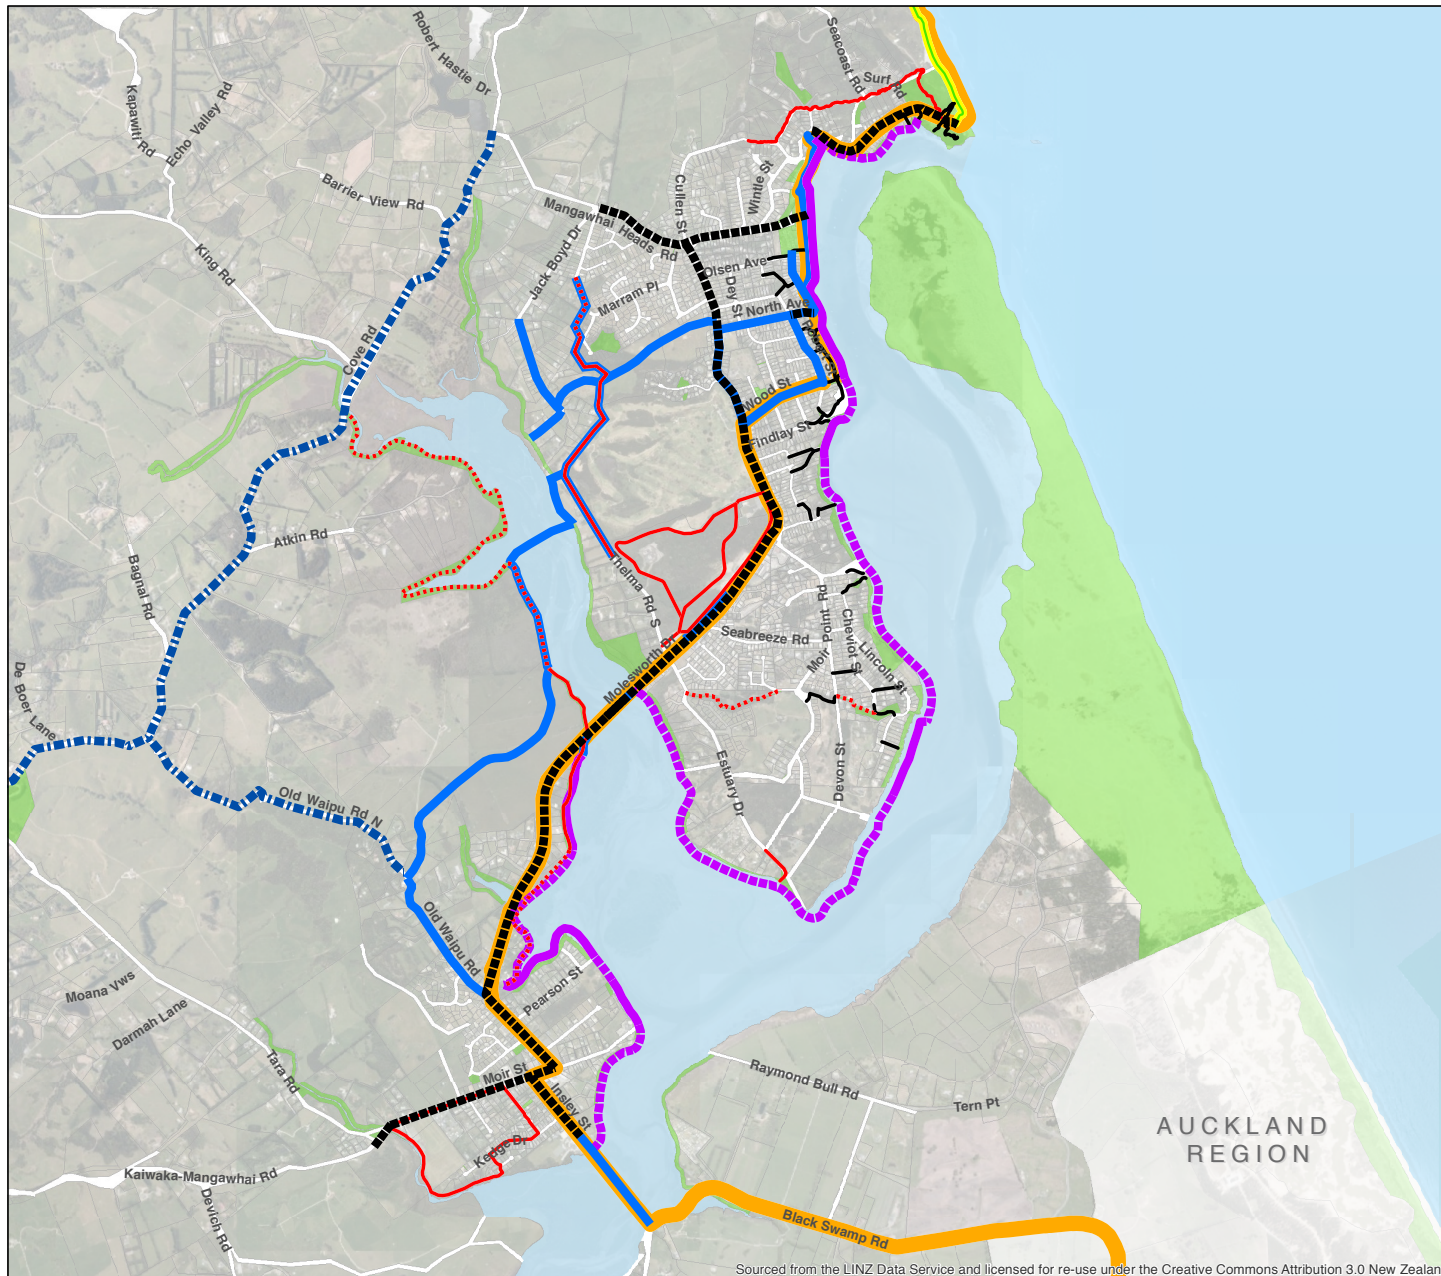 Robert Hastie Dr
Seacoast Rd
Surf Rd
Kapawiti Rd
Echo Valley Rd
Barrier View Rd
Cullen St
Wintle St
Mangawhai Heads Rd
King Rd
Jack Boyd Dr
Olsen Ave
Dey St
Marram Pl
North Ave
Robert St
Cove Rd
Wood St
Findlay St
Atkin Rd
Bagnal Rd
Thelma Rd S
Moir Point Rd
Cheviot St
Lincoln St
Seabreeze Rd
Molesworth Dr
De Boer Lane
Estuary Dr
Devon St
Old Waipu Rd N
Old Waipu Rd
Pearson St
Moana Vws
Darmah Lane
Tara Rd
Moir St
Insley St
Raymond Bull Rd
Tern Pt
Kedge Dr
AUCKLAND
REGION
Kaiwaka-Mangawhai Rd
Devich Rd
Black Swamp Rd
Sourced from the LINZ Data Service and licensed for re-use under the Creative Commons Attribution 3.0 New Zealan